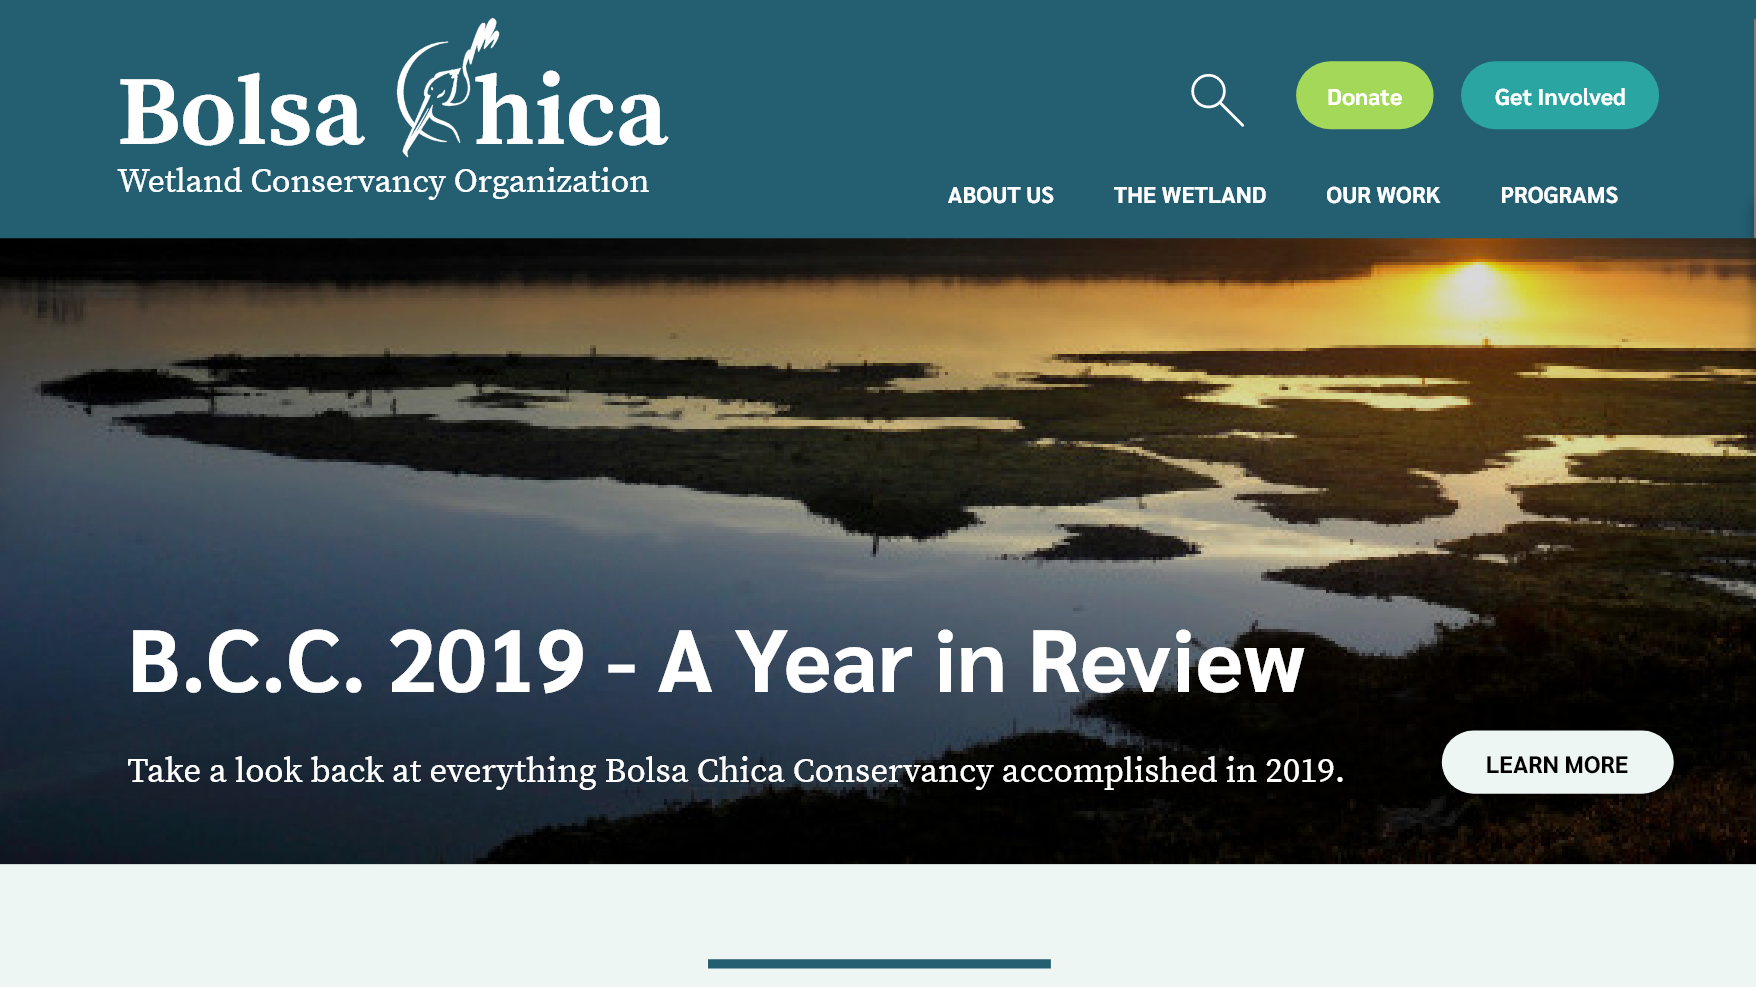 Bolsa Chica
Wetland Conservancy Organization
Donate
Get Involved
ABOUT US
THE WETLAND
OUR WORK
PROGRAMS
B.C.C. 2019 - A Year in Review
Take a look back at everything Bolsa Chica Conservancy accomplished in 2019.
LEARN MORE